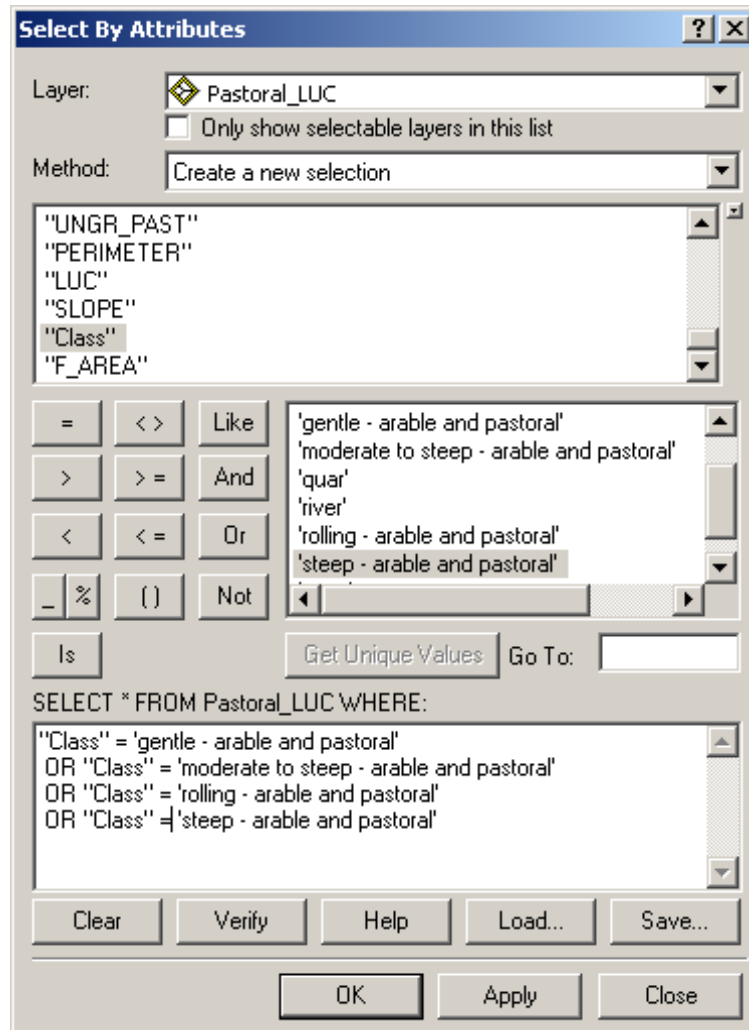 Select By Attributes
Layer: Pastoral_LUC
Only show selectable layers in this list
Method: Create a new selection
"UNGR_PAST"
"PERIMETER"
"LUC"
"SLOPE"
"Class"
"F_AREA"
= < > Like
> > = And
< < = Or
_ % ( ) Not
Is
'gentle - arable and pastoral'
'moderate to steep - arable and pastoral'
'quar'
'river'
'rolling - arable and pastoral'
'steep - arable and pastoral'
Get Unique Values Go To:
SELECT * FROM Pastoral_LUC WHERE:
"Class" = 'gentle - arable and pastoral'
OR "Class" = 'moderate to steep - arable and pastoral'
OR "Class" = 'rolling - arable and pastoral'
OR "Class" = 'steep - arable and pastoral'
Clear Verify Help Load... Save...
OK Apply Close